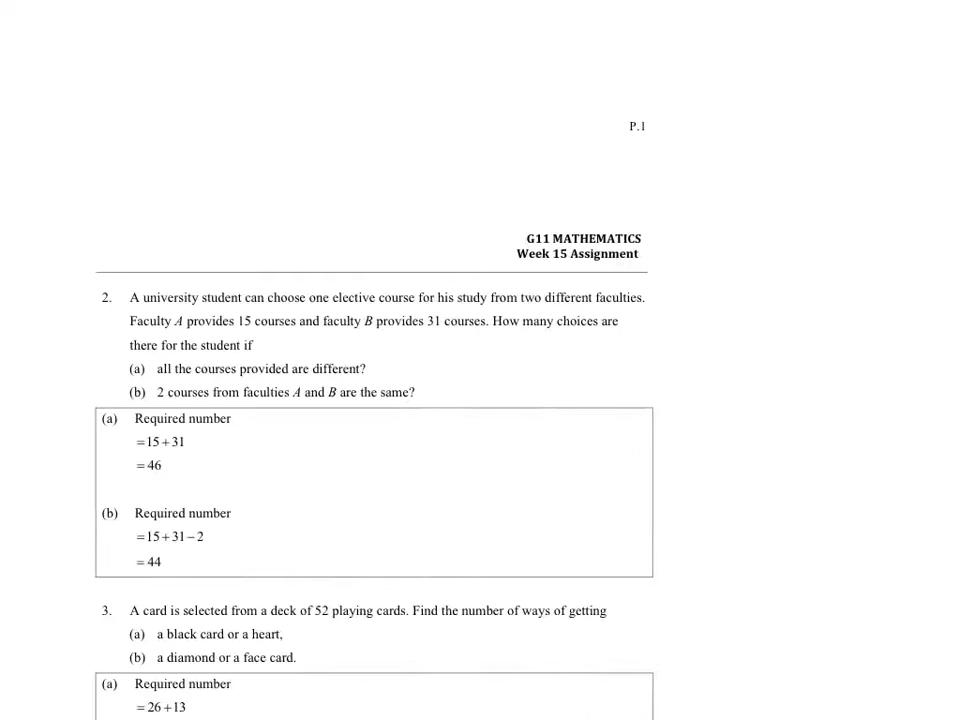 P.1
G11 MATHEMATICS
Week 15 Assignment
2. A university student can choose one elective course for his study from two different faculties.
Faculty A provides 15 courses and faculty B provides 31 courses. How many choices are
there for the student if
(a) all the courses provided are different?
(b) 2 courses from faculties A and B are the same?
(a) Required number
=15+31
=46
(b) Required number
=15+31−2
=44
3. A card is selected from a deck of 52 playing cards. Find the number of ways of getting
(a) a black card or a heart,
(b) a diamond or a face card.
(a) Required number
=26+13